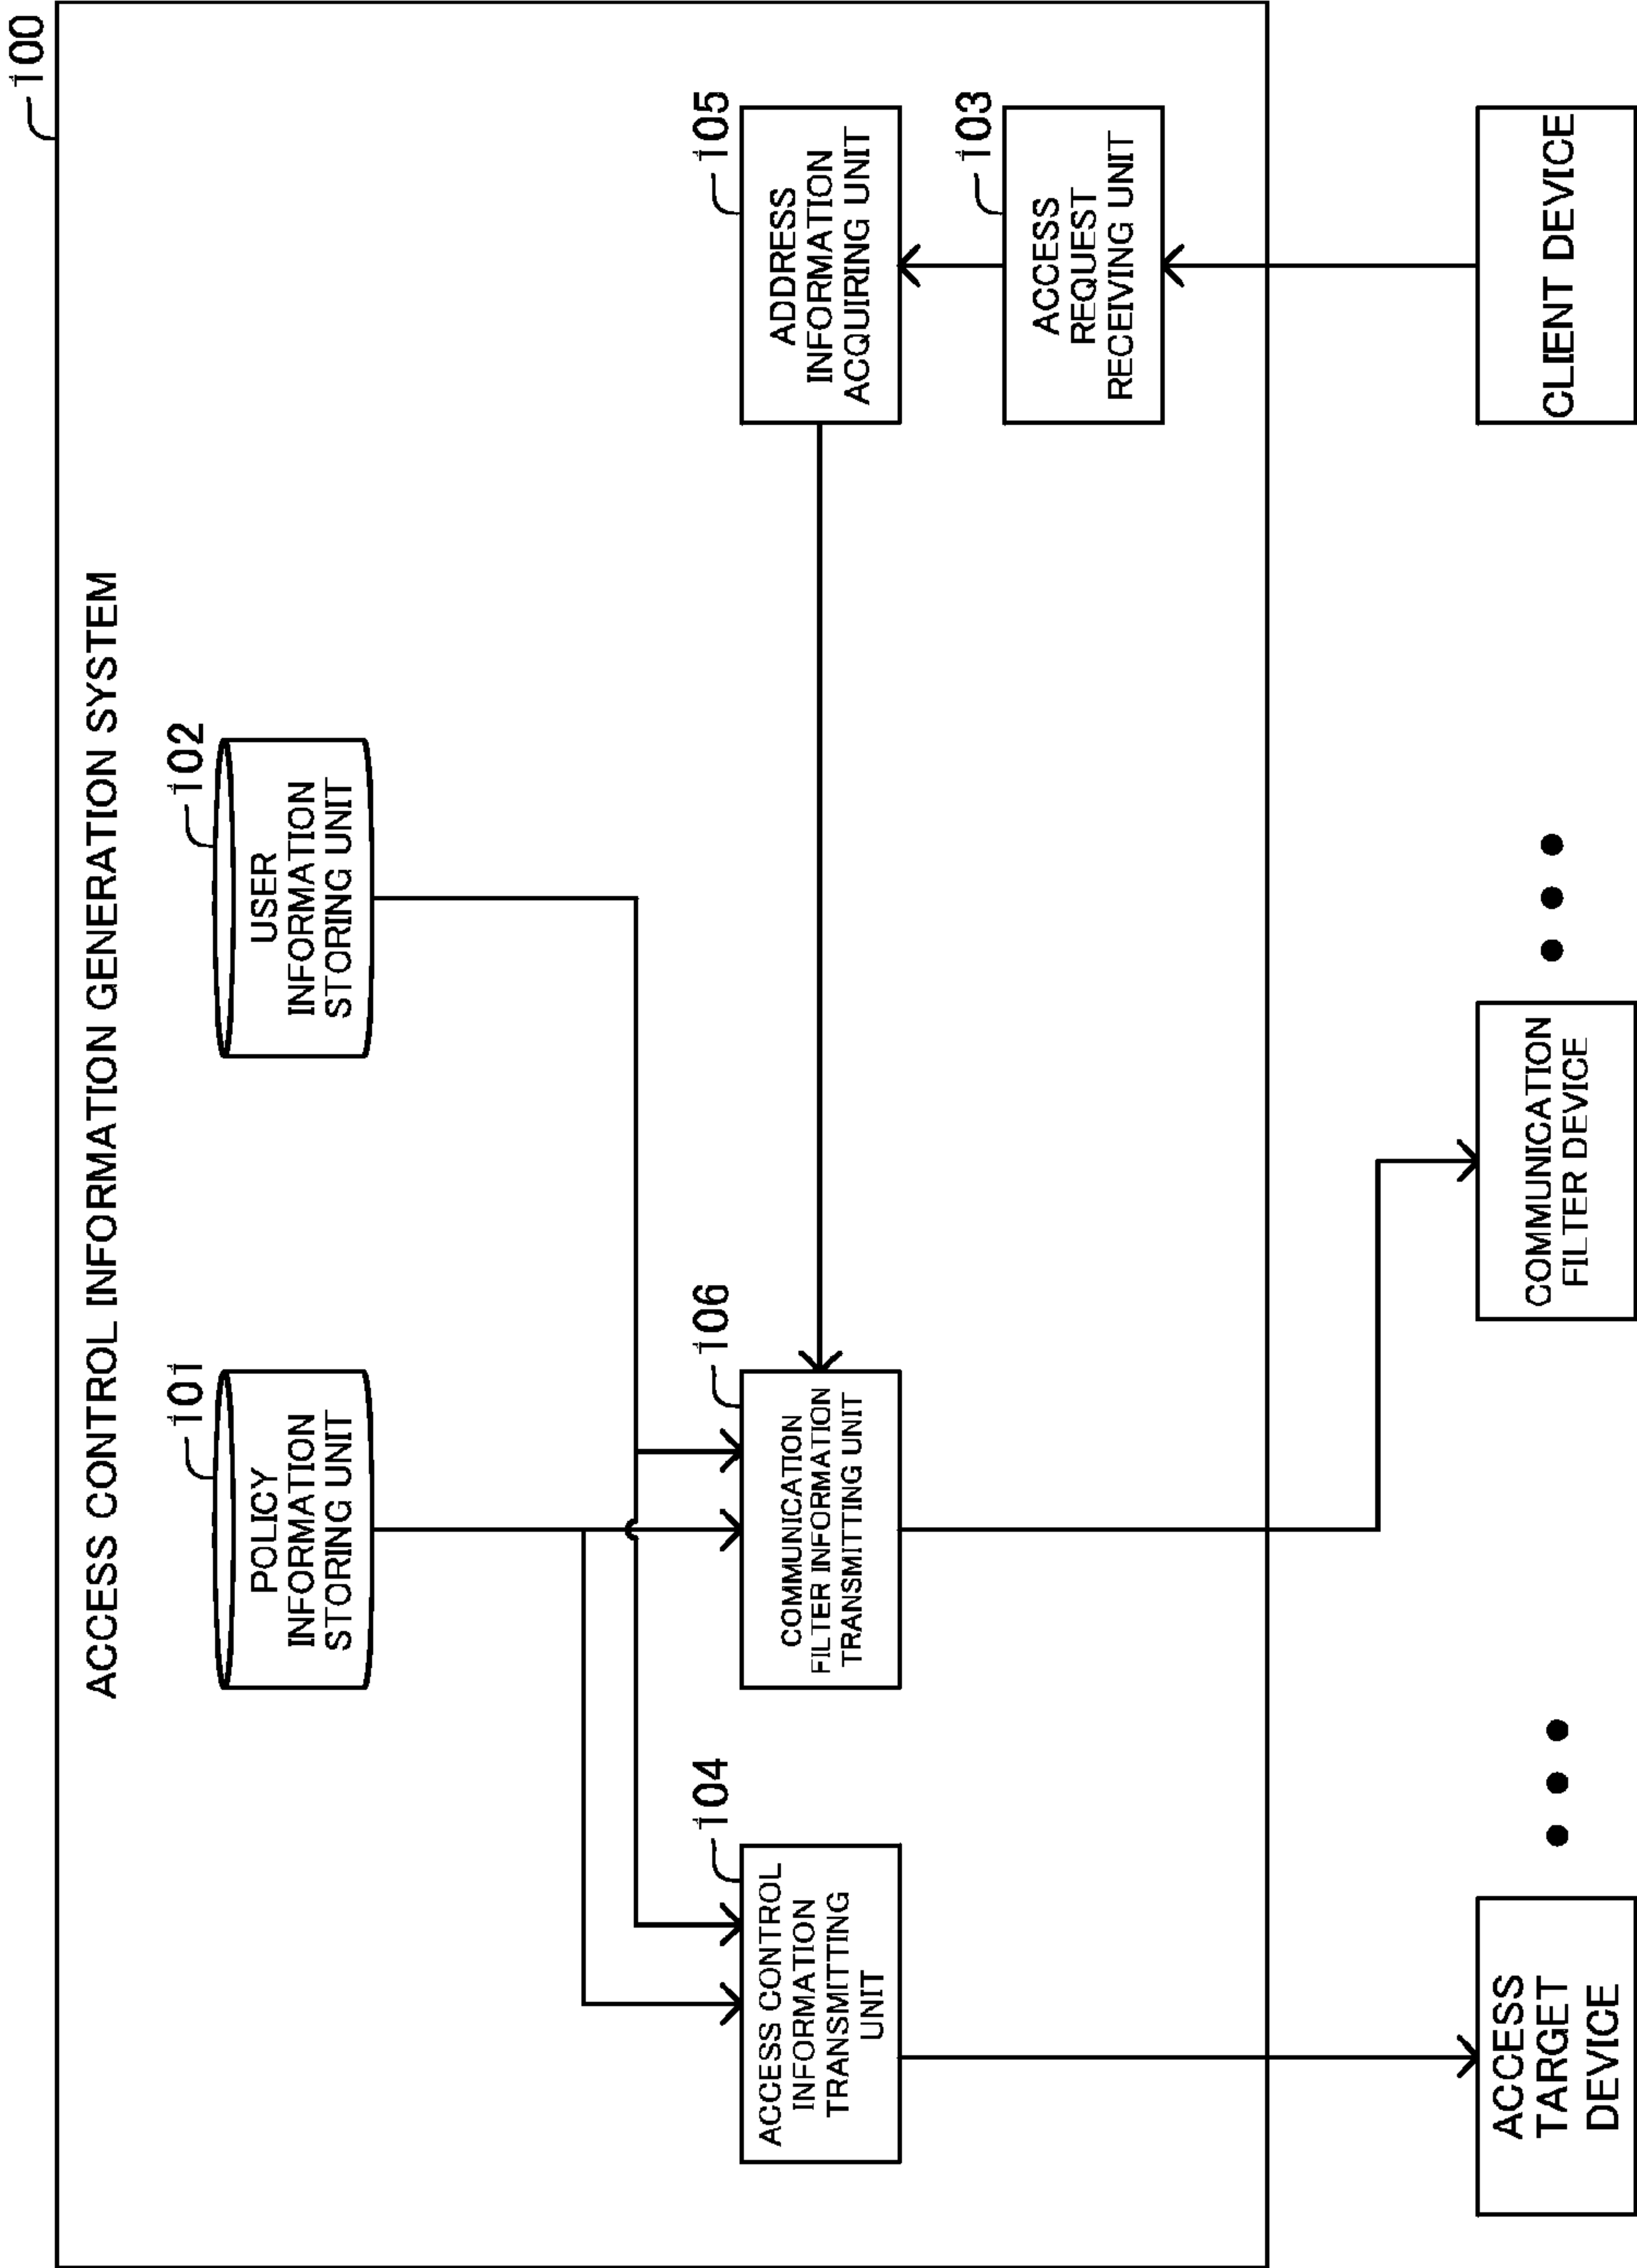 100
ACCESS CONTROL INFORMATION GENERATION SYSTEM
101
POLICY
INFORMATION
STORING UNIT
102
USER
INFORMATION
STORING UNIT
104
ACCESS CONTROL
INFORMATION
TRANSMITTING
UNIT
106
COMMUNICATION
FILTER INFORMATION
TRANSMITTING UNIT
105
ADDRESS
INFORMATION
ACQUIRING UNIT
103
ACCESS
REQUEST
RECEIVING UNIT
ACCESS
TARGET
DEVICE
COMMUNICATION
FILTER DEVICE
CLIENT DEVICE